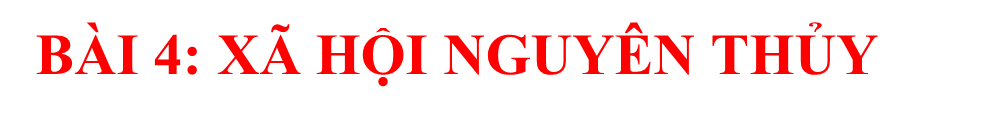 BÀI 4: XÃ HỘI NGUYÊN THỦY